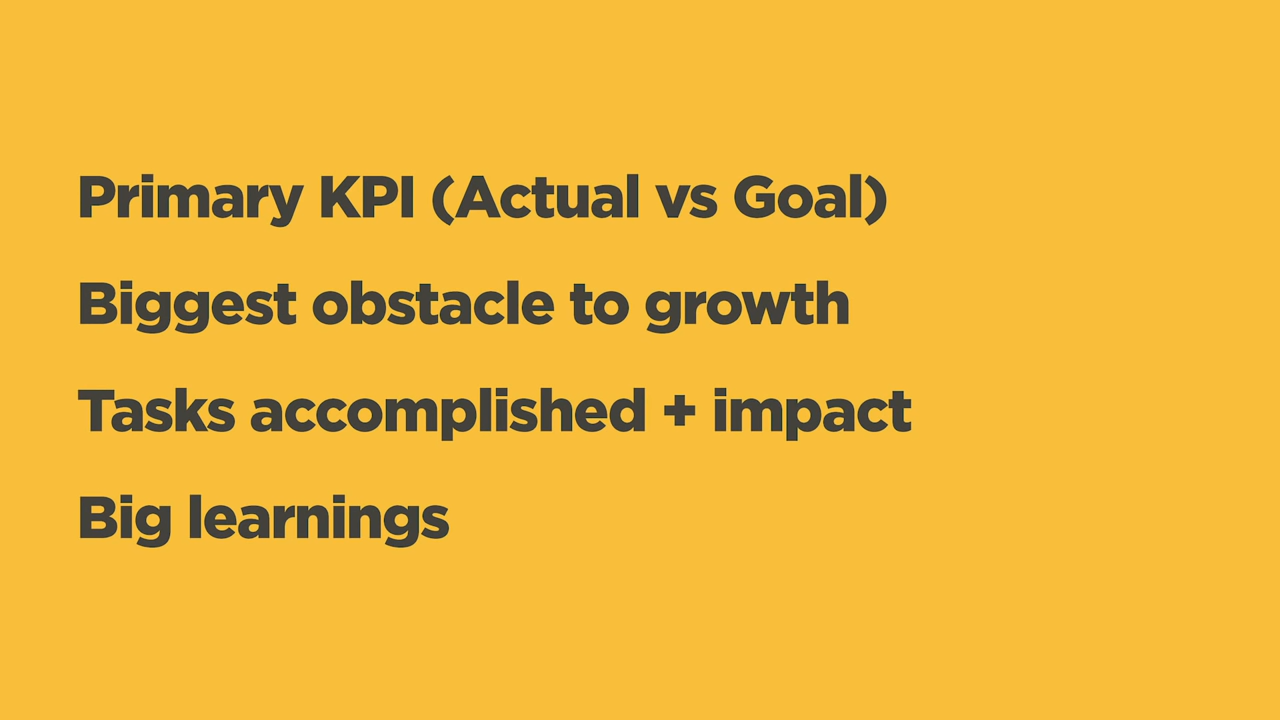 Primary KPI (Actual vs Goal)
Biggest obstacle to growth
Tasks accomplished + impact
Big learnings